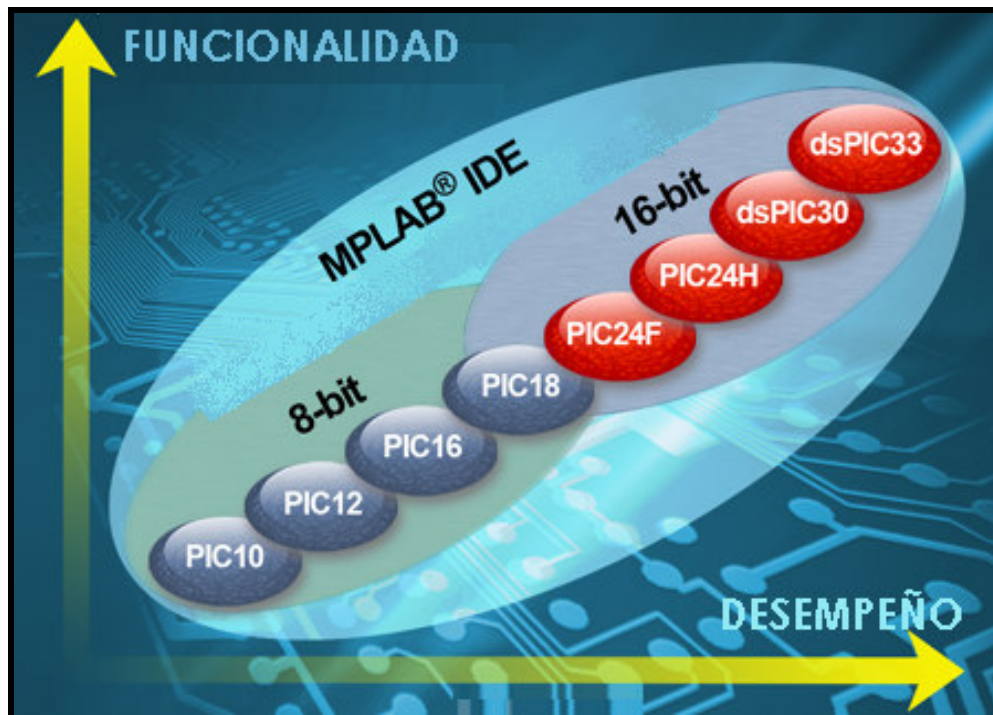 FUNCIONALIDAD
MPLAB® IDE
16-bit
dsPIC33
dsPIC30
PIC24H
PIC24F
8-bit
PIC18
PIC16
PIC12
PIC10
DESEMPEÑO